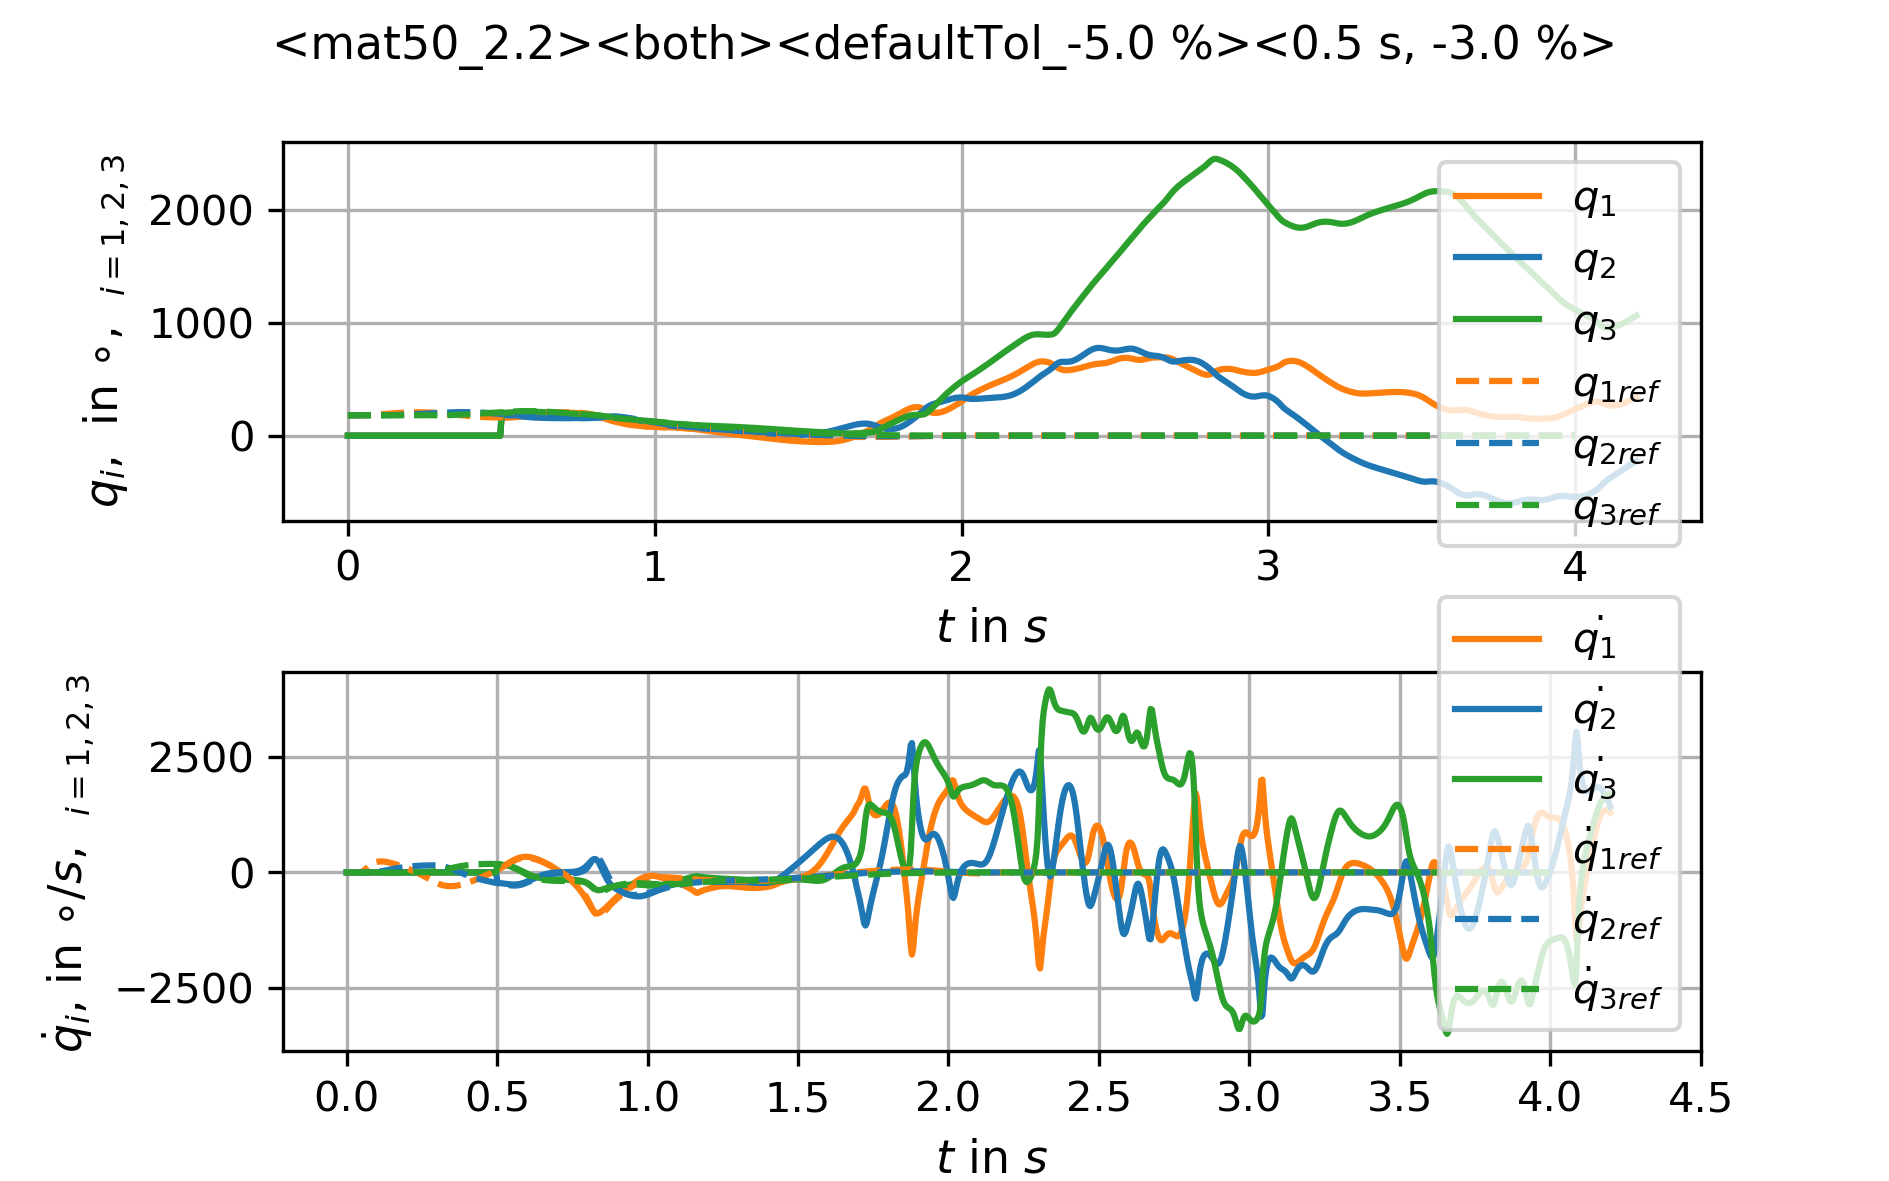 <mat50_2.2><both><defaultTol_-5.0 %><0.5 s, -3.0 %>
q_i, in °, i = 1, 2, 3
2000
1000
0
q_1
q_2
q_3
q_1ref
q_2ref
q_3ref
0 1 2 3 4
t in s
q̇_i, in °/s, i = 1, 2, 3
2500
0
−2500
q̇_1
q̇_2
q̇_3
q̇_1ref
q̇_2ref
q̇_3ref
0.0 0.5 1.0 1.5 2.0 2.5 3.0 3.5 4.0 4.5
t in s